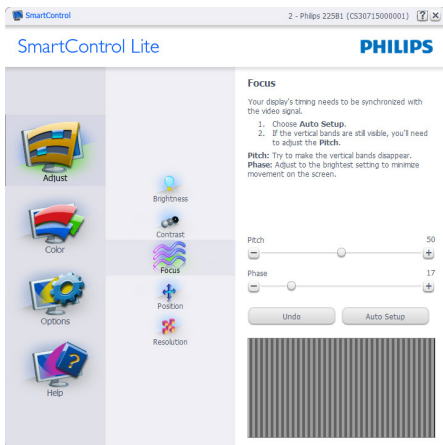 SmartControl
2 - Philips 225B1 (CS30715000001)
SmartControl Lite
PHILIPS
Adjust
Color
Options
Help
Brightness
Contrast
Focus
Position
Resolution
Focus
Your display's timing needs to be synchronized with
the video signal.
1. Choose Auto Setup.
2. If the vertical bands are still visible, you'll need
to adjust the Pitch.
Pitch: Try to make the vertical bands disappear.
Phase: Adjust to the brightest setting to minimize
movement on the screen.
Pitch 50
Phase 17
Undo
Auto Setup